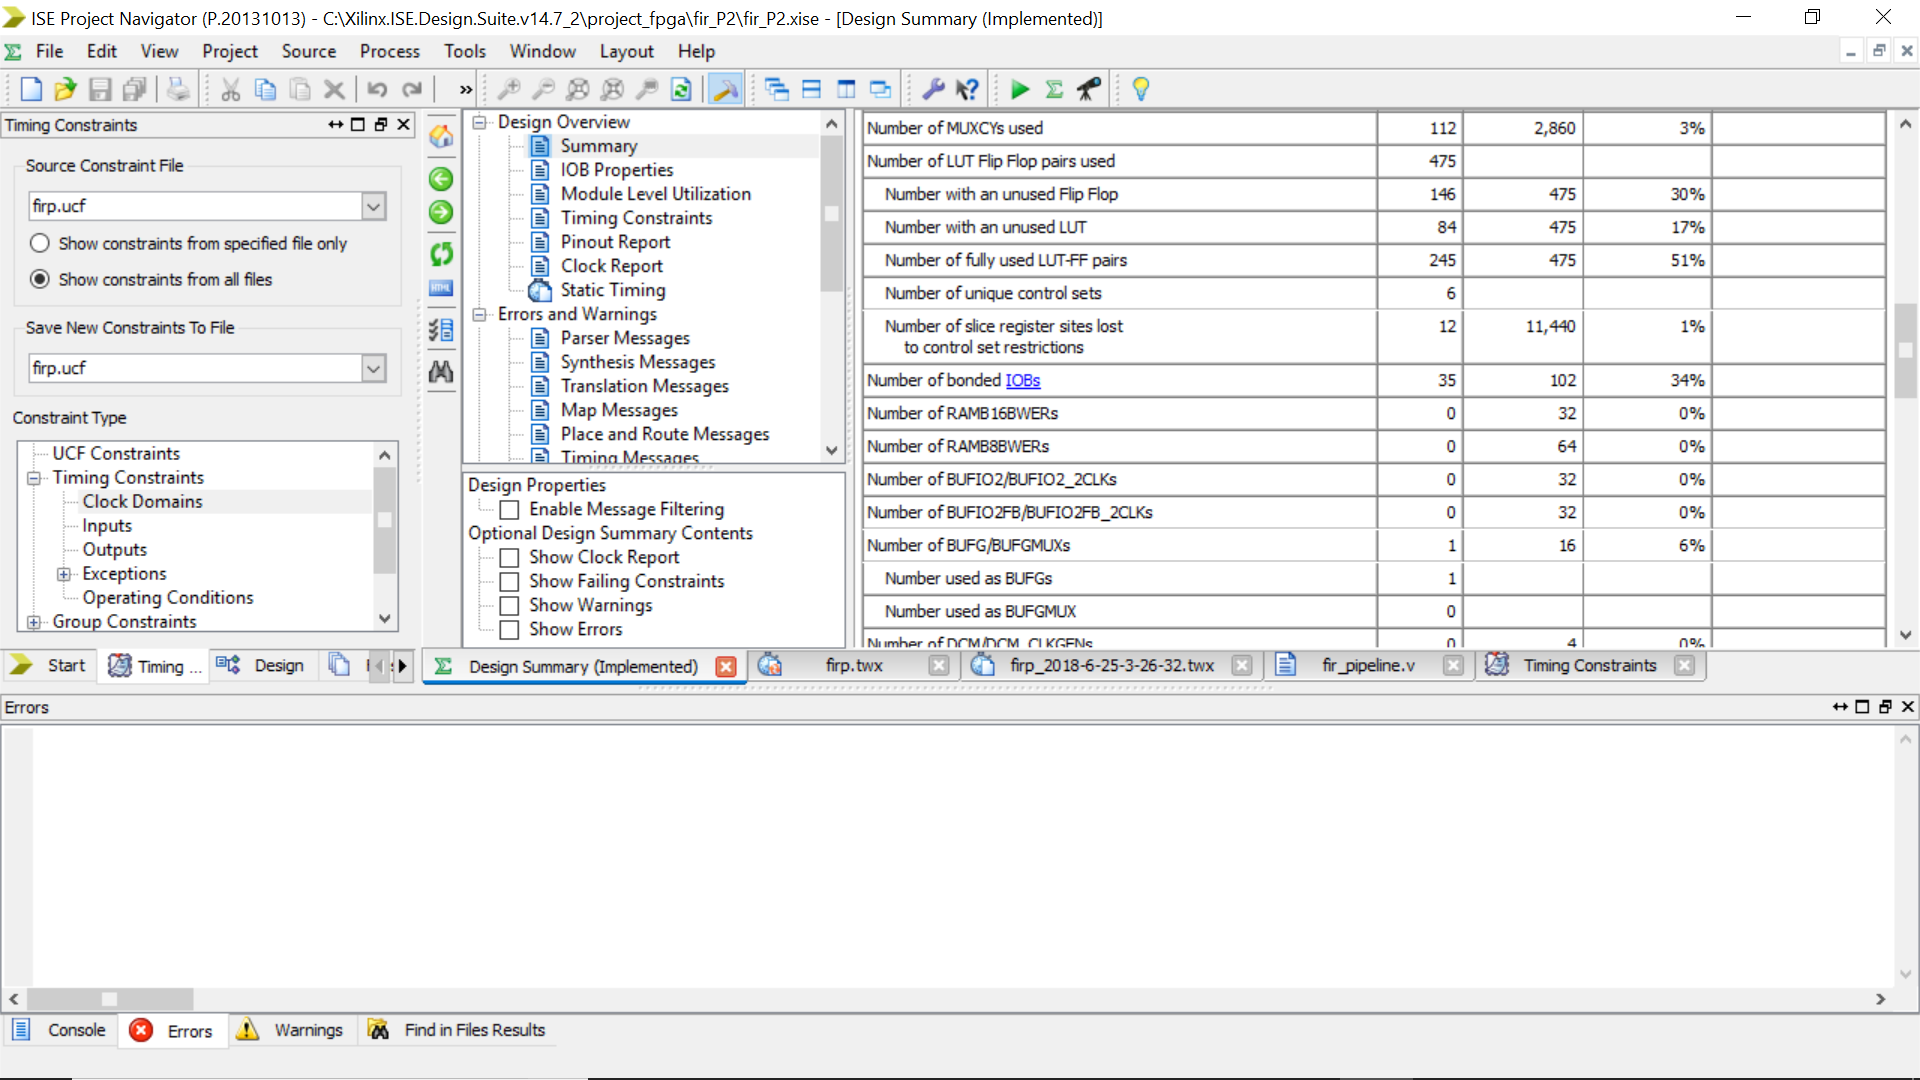 ISE Project Navigator (P.20131013) - C:\Xilinx.ISE.Design.Suite.v14.7_2\project_fpga\fir_P2\fir_P2.xise - [Design Summary (Implemented)]
File Edit View Project Source Process Tools Window Layout Help
Timing Constraints
Source Constraint File
firp.ucf
Show constraints from specified file only
Show constraints from all files
Save New Constraints To File
firp.ucf
Constraint Type
UCF Constraints
Timing Constraints
Clock Domains
Inputs
Outputs
Exceptions
Operating Conditions
Group Constraints
Start Timing ... Design
HTML
Design Overview
Summary
IOB Properties
Module Level Utilization
Timing Constraints
Pinout Report
Clock Report
Static Timing
Errors and Warnings
Parser Messages
Synthesis Messages
Translation Messages
Map Messages
Place and Route Messages
Timing Messages
Design Properties
Enable Message Filtering
Optional Design Summary Contents
Show Clock Report
Show Failing Constraints
Show Warnings
Show Errors
Number of MUXCYs used 112 2,860 3%
Number of LUT Flip Flop pairs used 475
Number with an unused Flip Flop 146 475 30%
Number with an unused LUT 84 475 17%
Number of fully used LUT-FF pairs 245 475 51%
Number of unique control sets 6
Number of slice register sites lost 12 11,440 1%
to control set restrictions
Number of bonded IOBs 35 102 34%
Number of RAMB16BWERs 0 32 0%
Number of RAMB8BWERs 0 64 0%
Number of BUFIO2/BUFIO2_2CLKs 0 32 0%
Number of BUFIO2FB/BUFIO2FB_2CLKs 0 32 0%
Number of BUFG/BUFGMUXs 1 16 6%
Number used as BUFGs 1
Number used as BUFGMUX 0
Number of DCM/DCM_CLKGENs 0 4 0%
Design Summary (Implemented) firp.twx firp_2018-6-25-3-26-32.twx fir_pipeline.v Timing Constraints
Errors
Console Errors Warnings Find in Files Results